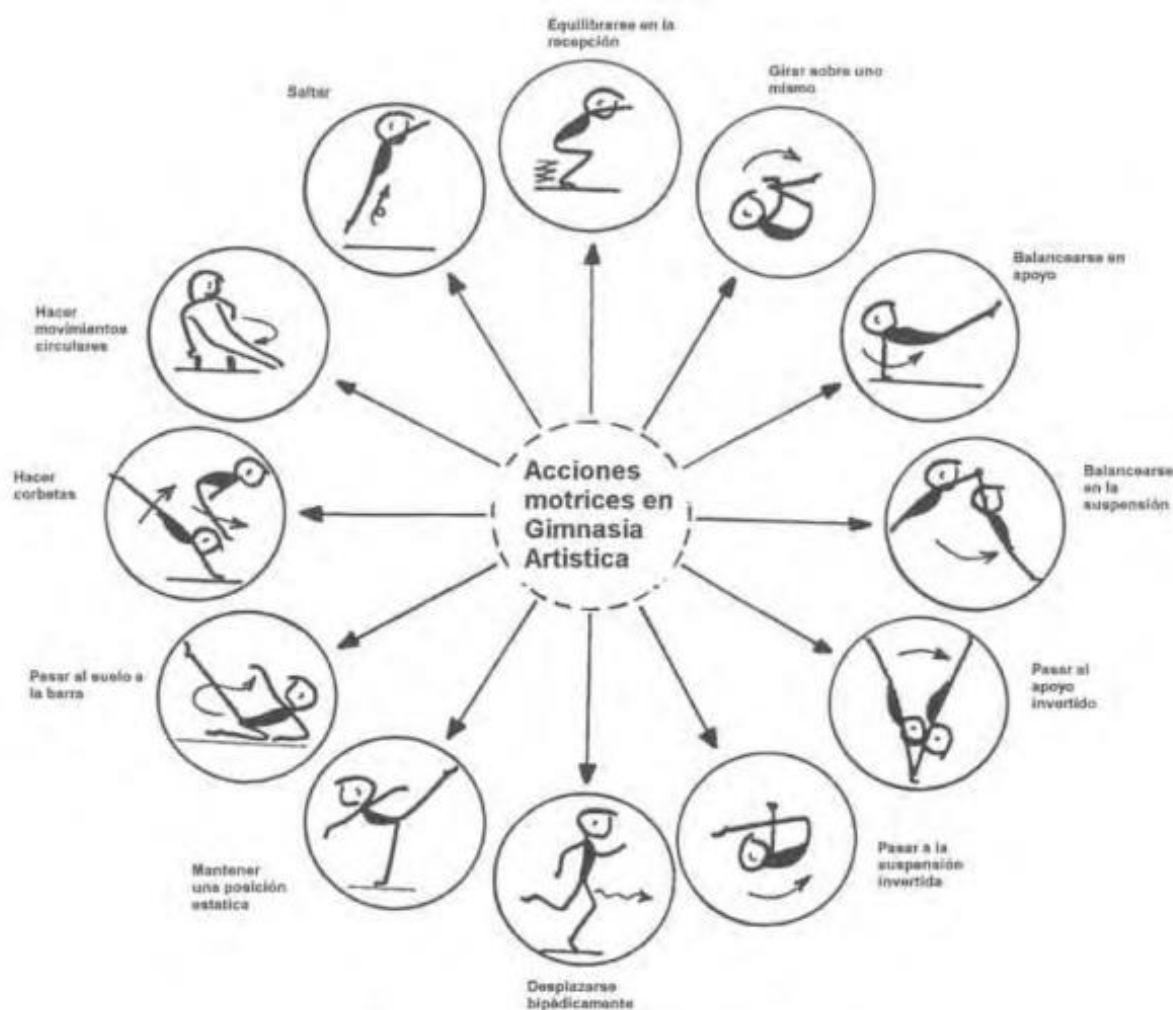 Equilibrarse en la
recepción
Girar sobre uno
mismo
Saltar
Balancearse en
apoyo
Hacer
movimientos
circulares
Acciones
motrices en
Gimnasia
Artistica
Balancearse
en la
suspensión
Hacer
corbetas
Pasar al
apoyo
invertido
Pasar al suelo a
la barra
Pasar a la
suspensión
invertida
Mantener
una posición
estatica
Desplazarse
bipédicamente